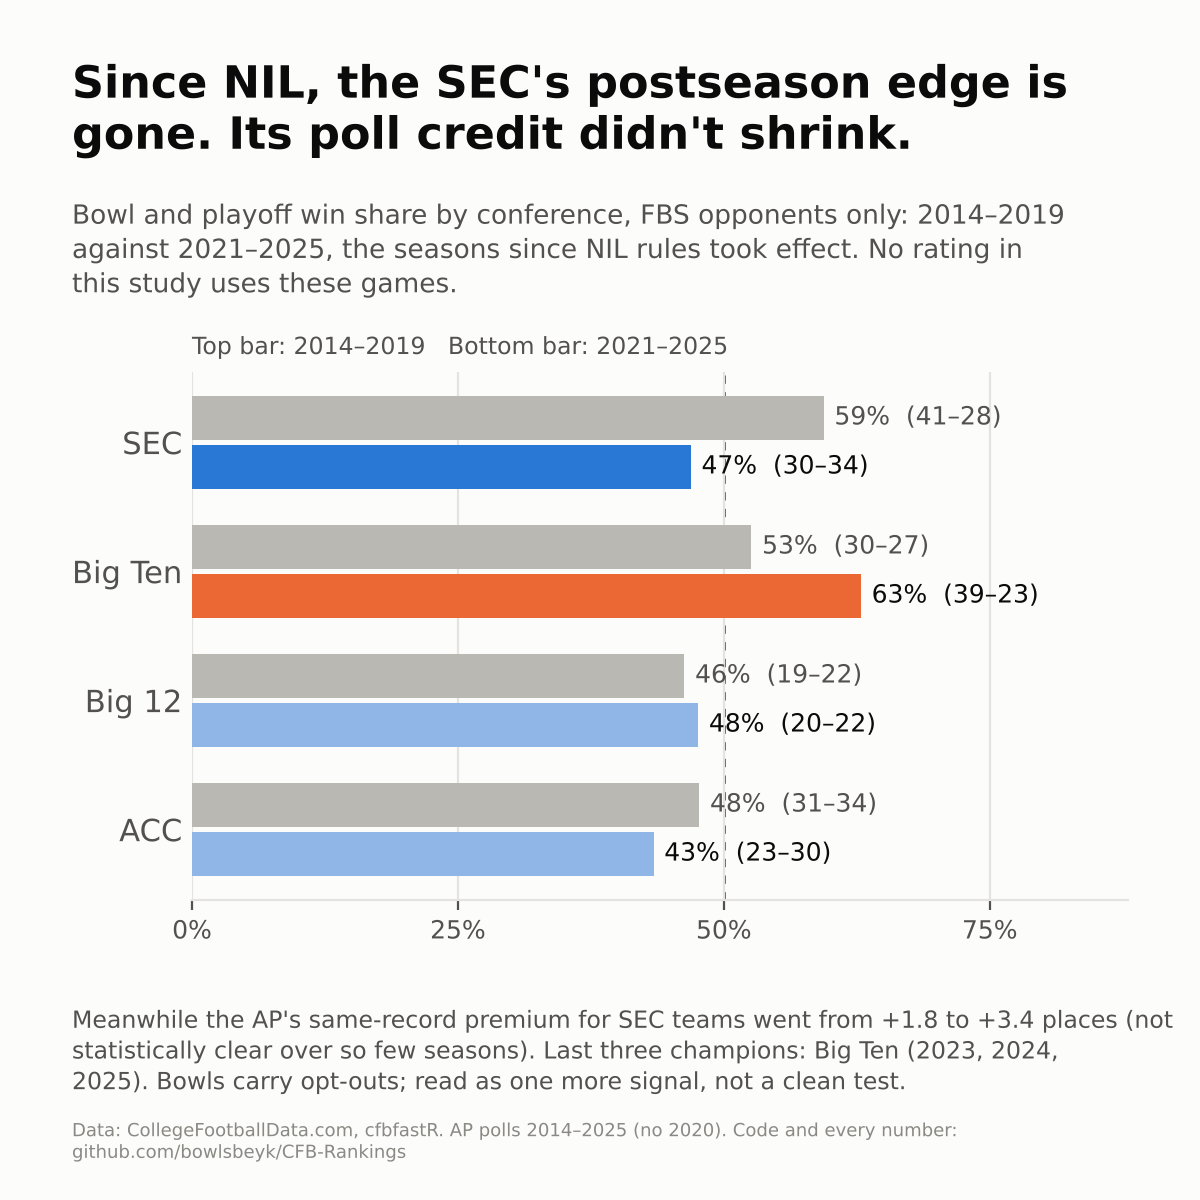 Since NIL, the SEC's postseason edge is
gone. Its poll credit didn't shrink.
Bowl and playoff win share by conference, FBS opponents only: 2014–2019
against 2021–2025, the seasons since NIL rules took effect. No rating in
this study uses these games.
Top bar: 2014–2019   Bottom bar: 2021–2025
59%  (41–28)
SEC
47%  (30–34)
53%  (30–27)
Big Ten
63%  (39–23)
46%  (19–22)
Big 12
48%  (20–22)
48%  (31–34)
ACC
43%  (23–30)
0% 25% 50% 75%
Meanwhile the AP's same-record premium for SEC teams went from +1.8 to +3.4 places (not
statistically clear over so few seasons). Last three champions: Big Ten (2023, 2024,
2025). Bowls carry opt-outs; read as one more signal, not a clean test.
Data: CollegeFootballData.com, cfbfastR. AP polls 2014–2025 (no 2020). Code and every number:
github.com/bowlsbeyk/CFB-Rankings